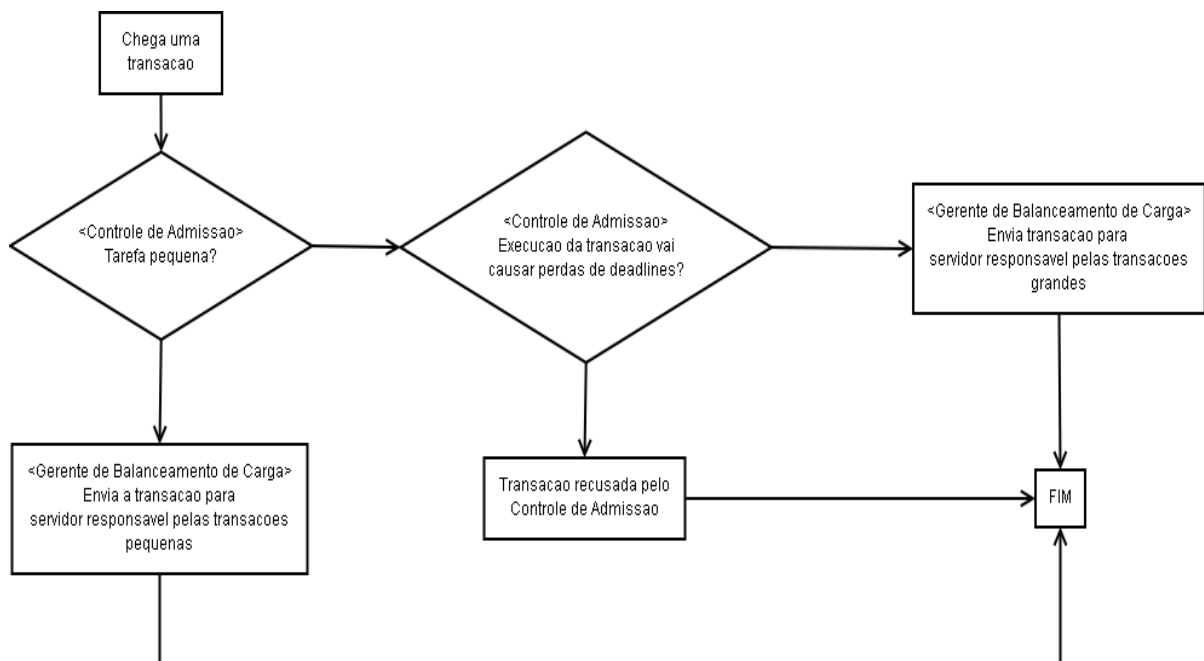 Chega uma
transacao
<Controle de Admissao>
Tarefa pequena?
<Controle de Admissao>
Execucao da transacao vai
causar perdas de deadlines?
<Gerente de Balanceamento de Carga>
Envia transacao para
servidor responsavel pelas transacoes
grandes
<Gerente de Balanceamento de Carga>
Envia a transacao para
servidor responsavel pelas transacoes
pequenas
Transacao recusada pelo
Controle de Admissao
FIM